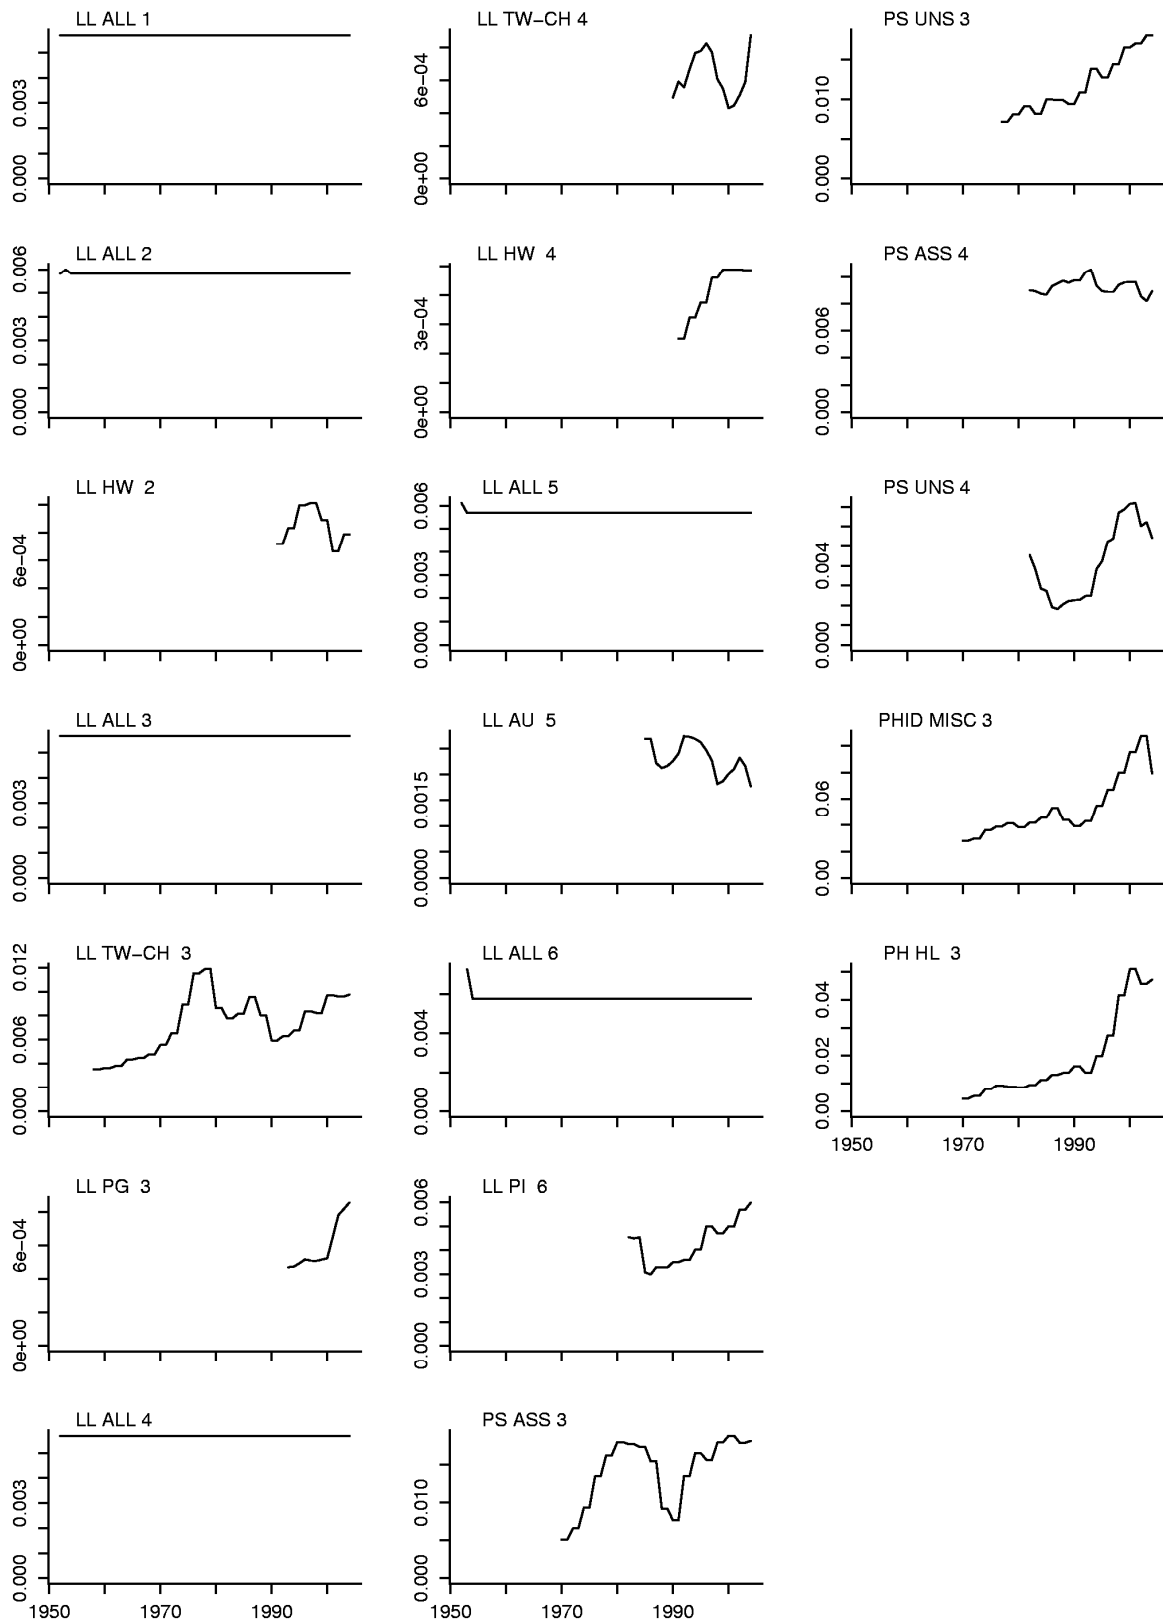 LL ALL 1
0.003
0.000
LL ALL 2
0.006
0.003
0.000
LL HW 2
6e−04
0e+00
LL ALL 3
0.003
0.000
LL TW−CH 3
0.012
0.006
0.000
LL PG 3
6e−04
0e+00
LL ALL 4
0.003
0.000
1950 1970 1990
LL TW−CH 4
6e−04
0e+00
LL HW 4
3e−04
0e+00
LL ALL 5
0.006
0.003
0.000
LL AU 5
0.0015
0.0000
LL ALL 6
0.004
0.000
LL PI 6
0.006
0.003
0.000
PS ASS 3
0.010
0.000
1950 1970 1990
PS UNS 3
0.010
0.000
PS ASS 4
0.006
0.000
PS UNS 4
0.004
0.000
PHID MISC 3
0.06
0.00
PH HL 3
0.04
0.02
0.00
1950 1970 1990